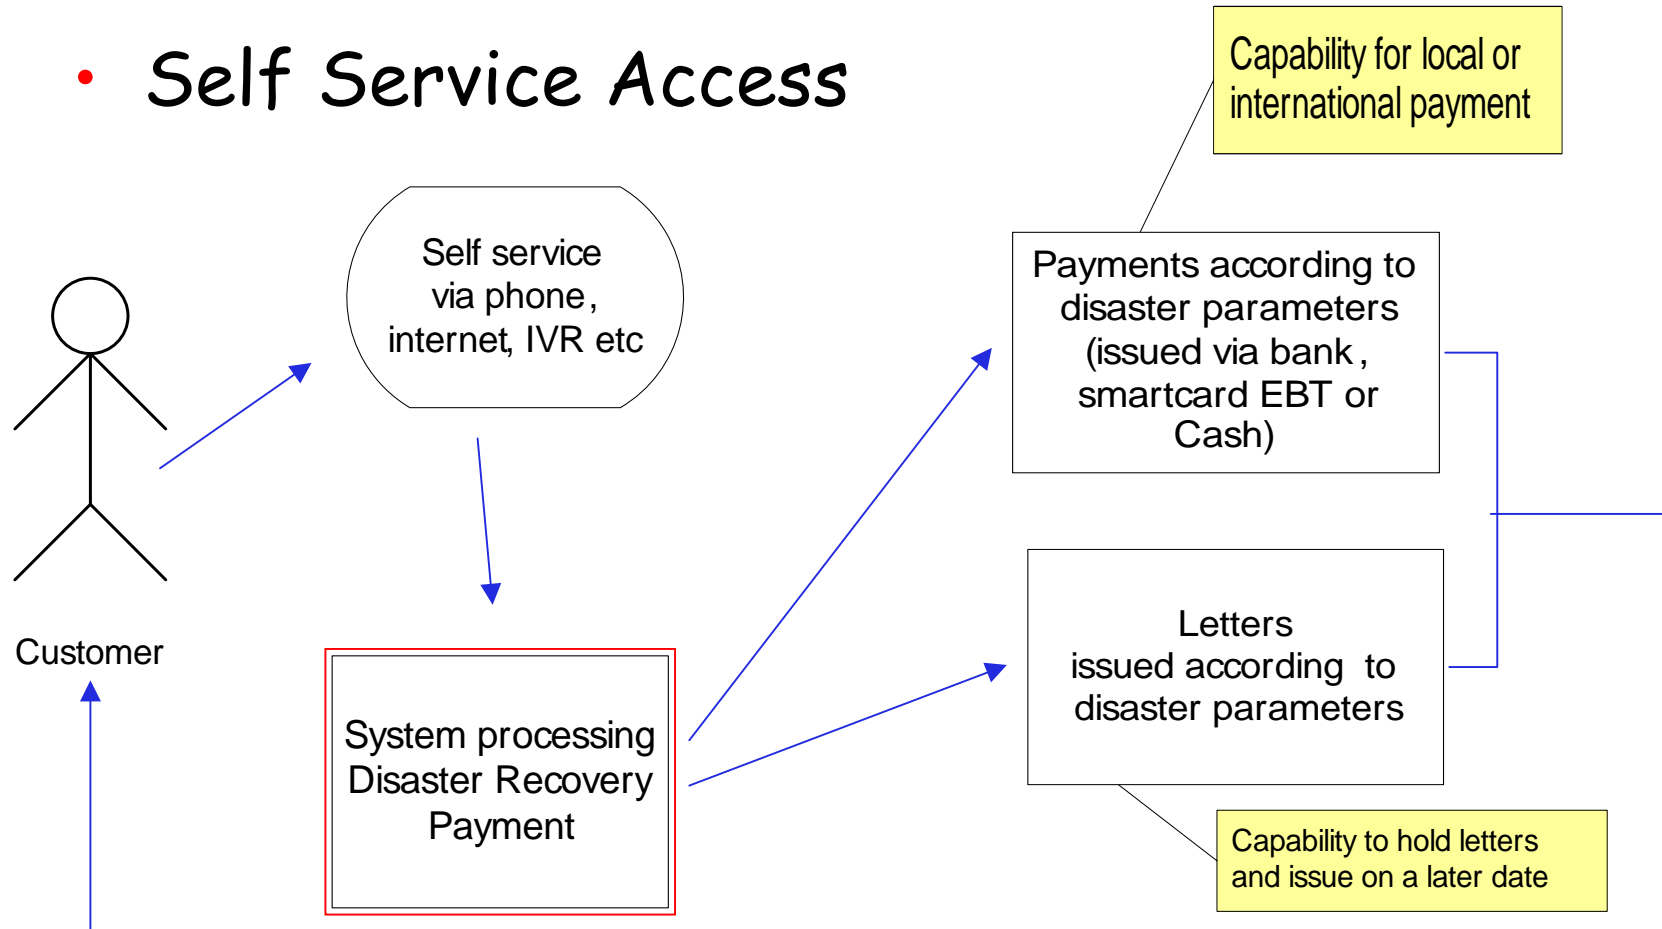 • Self Service Access
Capability for local or
international payment
Self service
via phone,
internet, IVR etc
Payments according to
disaster parameters
(issued via bank,
smartcard EBT or
Cash)
Customer
System processing
Disaster Recovery
Payment
Letters
issued according to
disaster parameters
Capability to hold letters
and issue on a later date